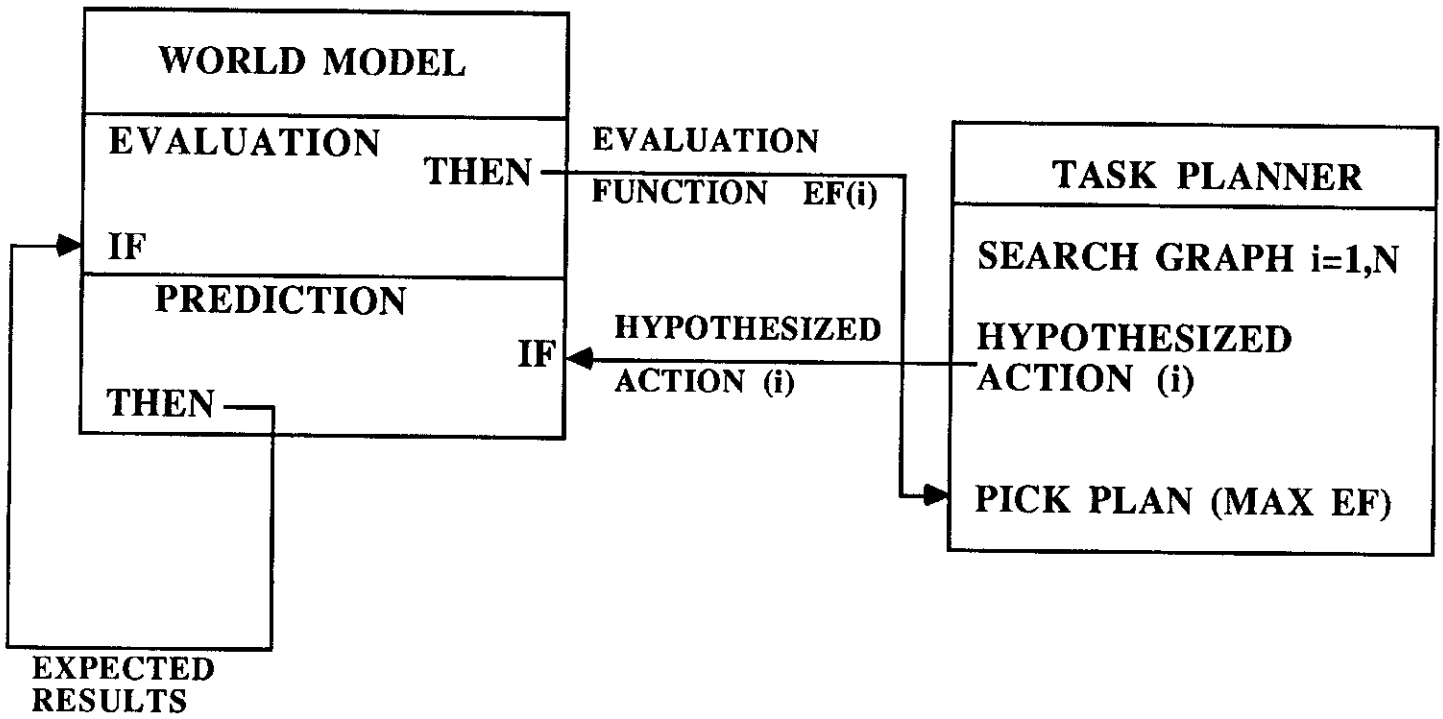 WORLD MODEL
EVALUATION
THEN
IF
PREDICTION
IF
THEN
EXPECTED
RESULTS
EVALUATION
FUNCTION EF(i)
HYPOTHESIZED
ACTION (i)
TASK PLANNER
SEARCH GRAPH i=1,N
HYPOTHESIZED
ACTION (i)
PICK PLAN (MAX EF)